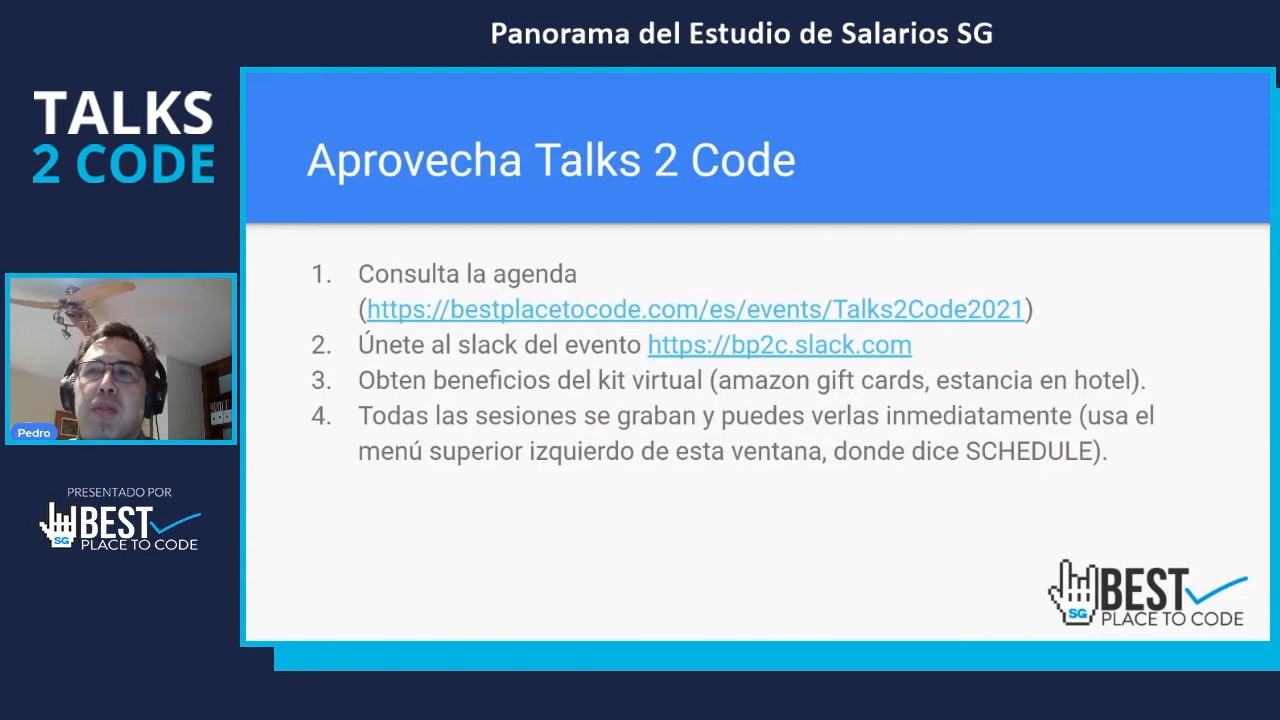 Panorama del Estudio de Salarios SG
TALKS
2 CODE
Aprovecha Talks 2 Code
1. Consulta la agenda
(https://bestplacetocode.com/es/events/Talks2Code2021)
2. Únete al slack del evento https://bp2c.slack.com
3. Obten beneficios del kit virtual (amazon gift cards, estancia en hotel).
4. Todas las sesiones se graban y puedes verlas inmediatamente (usa el
menú superior izquierdo de esta ventana, donde dice SCHEDULE).
Pedro
PRESENTADO POR
SG BEST
PLACE TO CODE
SG BEST
PLACE TO CODE